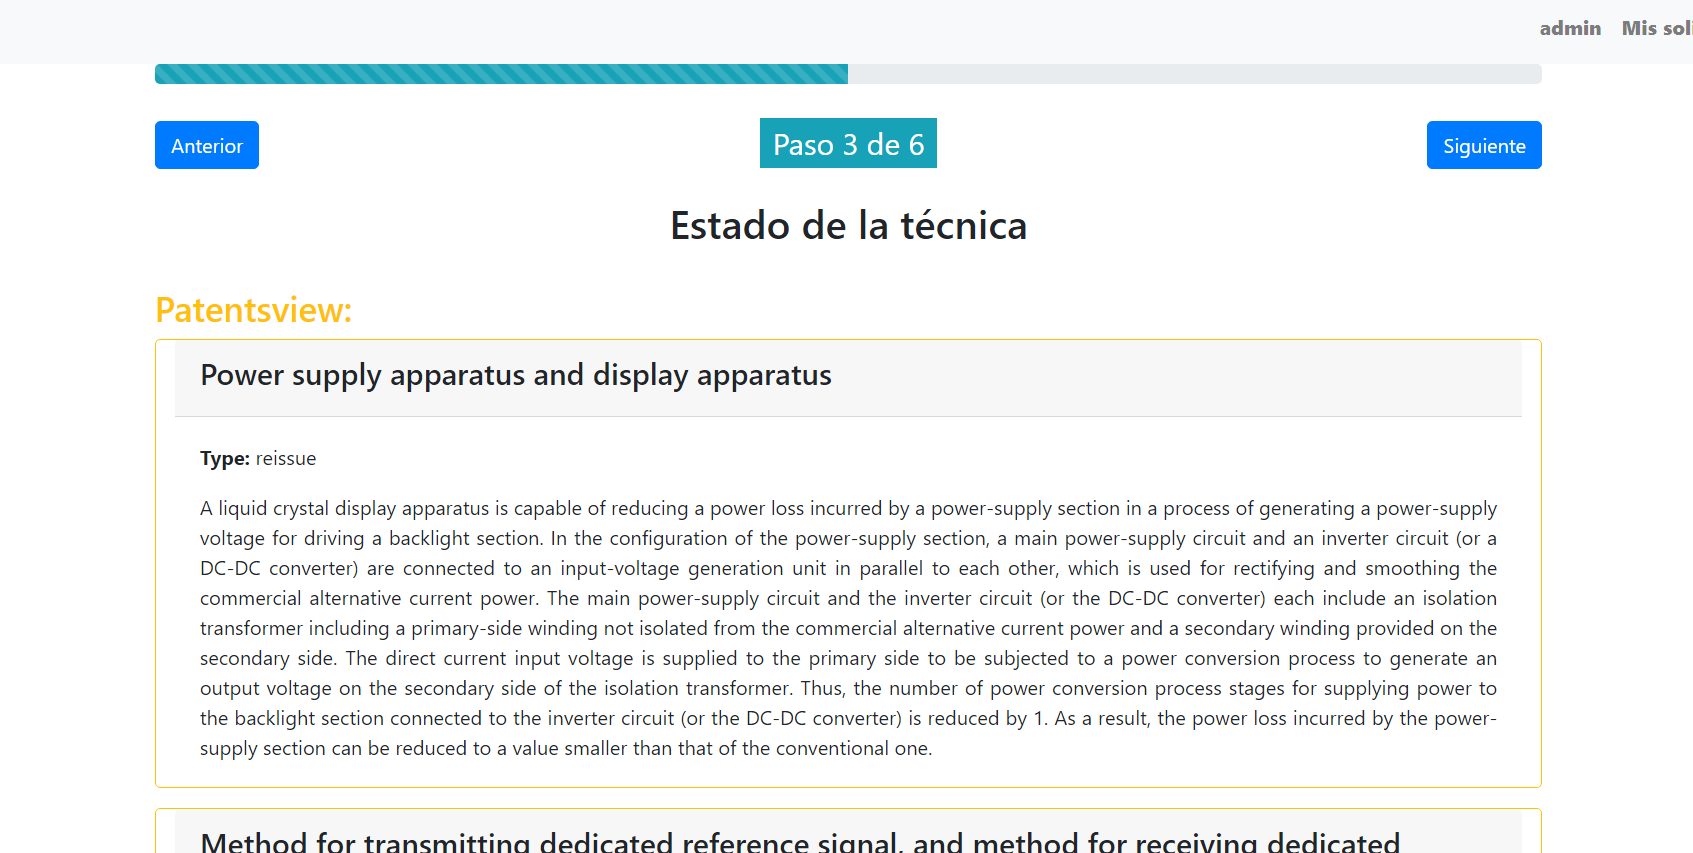 admin Mis soli
Anterior
Paso 3 de 6
Siguiente
Estado de la técnica
Patentsview:
Power supply apparatus and display apparatus
Type: reissue
A liquid crystal display apparatus is capable of reducing a power loss incurred by a power-supply section in a process of generating a power-supply
voltage for driving a backlight section. In the configuration of the power-supply section, a main power-supply circuit and an inverter circuit (or a
DC-DC converter) are connected to an input-voltage generation unit in parallel to each other, which is used for rectifying and smoothing the
commercial alternative current power. The main power-supply circuit and the inverter circuit (or the DC-DC converter) each include an isolation
transformer including a primary-side winding not isolated from the commercial alternative current power and a secondary winding provided on the
secondary side. The direct current input voltage is supplied to the primary side to be subjected to a power conversion process to generate an
output voltage on the secondary side of the isolation transformer. Thus, the number of power conversion process stages for supplying power to
the backlight section connected to the inverter circuit (or the DC-DC converter) is reduced by 1. As a result, the power loss incurred by the power-
supply section can be reduced to a value smaller than that of the conventional one.
Method for transmitting dedicated reference signal, and method for receiving dedicated